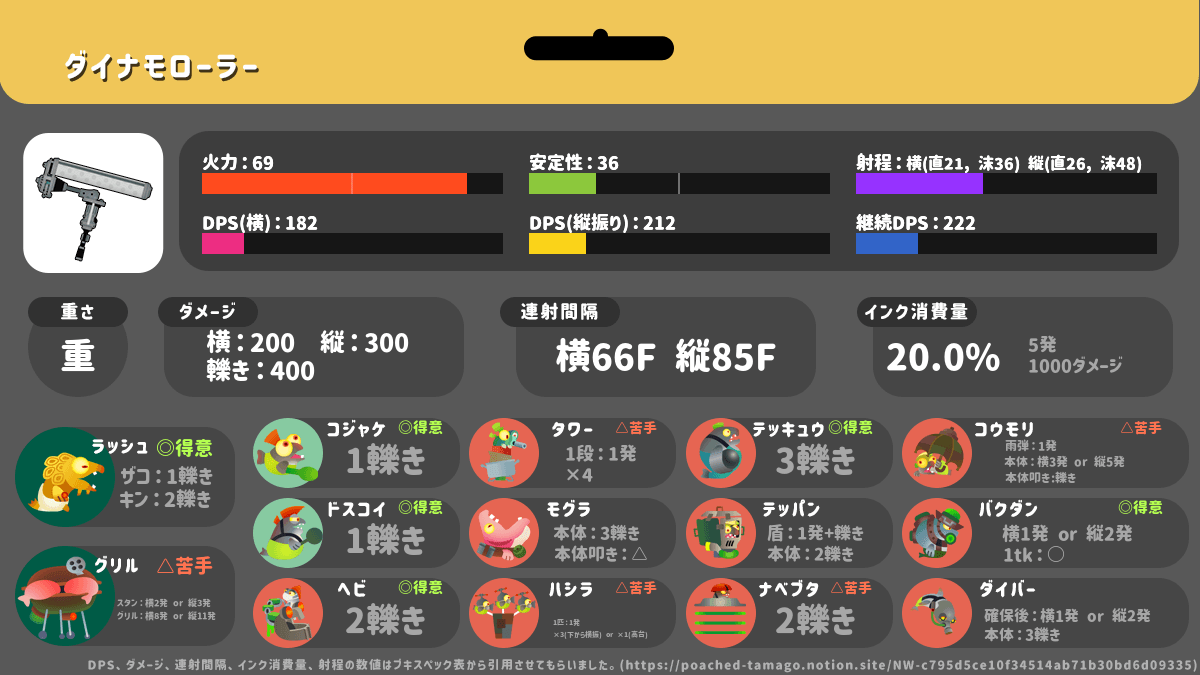 ダイナモローラー
火力：69
安定性：36
射程：横(直21, 沫36) 縦(直26, 沫48)
DPS(横)：182
DPS(縦振り)：212
継続DPS：222
重さ
重
ダメージ
横：200 縦：300
轢き：400
連射間隔
横66F 縦85F
インク消費量
20.0%
5発
1000ダメージ
ラッシュ ◎得意
ザコ：1轢き
キン：2轢き
グリル △苦手
スタン：横2発 or 縦3発
グリル：横8発 or 縦11発
コジャケ ◎得意
1轢き
ドスコイ ◎得意
1轢き
ヘビ ◎得意
2轢き
タワー △苦手
1段：1発
×4
モグラ
本体：3轢き
本体叩き：△
ハシラ △苦手
1匹：1発
×3(下から横振) or ×1(高台)
テッキュウ ◎得意
3轢き
テッパン
盾：1発+轢き
本体：2轢き
ナベブタ △苦手
2轢き
コウモリ △苦手
雨弾：1発
本体：横3発 or 縦5発
本体叩き:轢き
バクダン ◎得意
横1発 or 縦2発
1tk：○
ダイバー
確保後：横1発 or 縦2発
本体：3轢き
DPS、ダメージ、連射間隔、インク消費量、射程の数値はブキスペック表から引用させてもらいました。(https://poached-tamago.notion.site/NW-c795d5ce10f34514ab71b30bd6d09335)